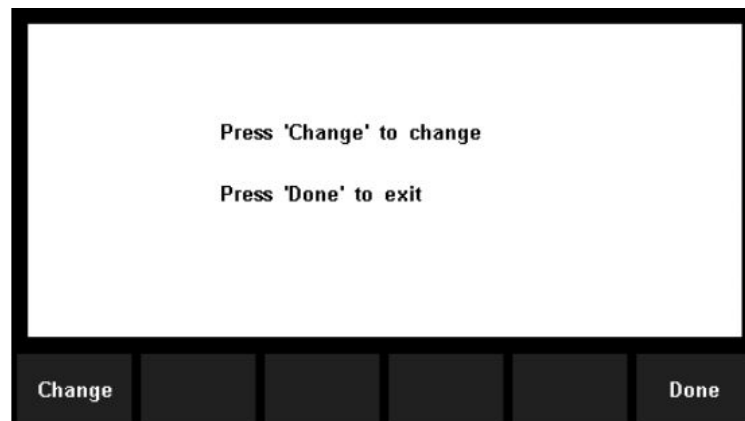 Press 'Change' to change
Press 'Done' to exit
Change
Done